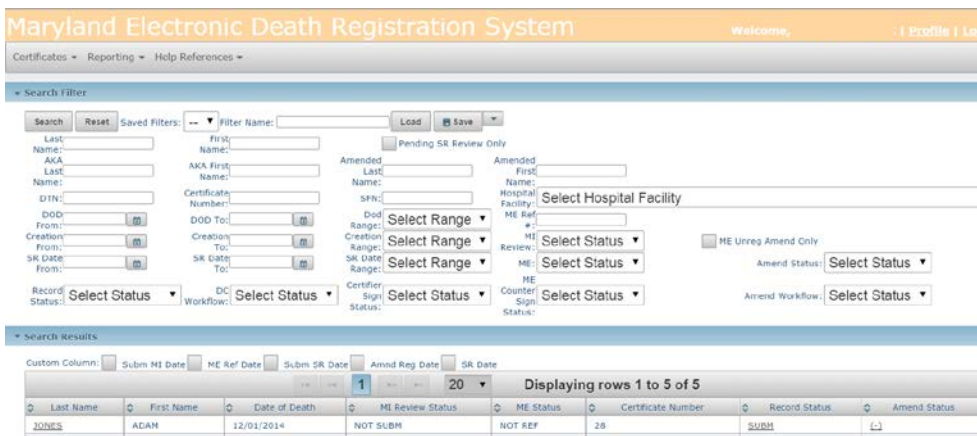 Maryland Electronic Death Registration System Welcome, | Profile | Lo
Certificates Reporting Help References
Search Filter
Search Reset Saved Filters: -- Filter Name: Load Save
Last Name: First Name: Pending SR Review Only
AKA Last Name: AKA First Name: Amended Last Name: Amended First Name:
DTN: Certificate Number: SFN: Hospital Facility: Select Hospital Facility
DOD From: DOD To: Dod Range: Select Range ME Ref #:
Creation From: Creation To: Creation Range: Select Range MI Review: Select Status ME Unreg Amend Only
SR Date From: SR Date To: SR Date Range: Select Range ME: Select Status Amend Status: Select Status
Record Status: Select Status DC Workflow: Select Status Certifier Sign Status: Select Status ME Counter Sign Status: Select Status Amend Workflow: Select Status
Search Results
Custom Column: Subm MI Date ME Ref Date Subm SR Date Amnd Reg Date SR Date
1 20 Displaying rows 1 to 5 of 5
Last Name First Name Date of Death MI Review Status ME Status Certificate Number Record Status Amend Status
JONES ADAM 12/01/2014 NOT SUBM NOT REF 28 SUBM (-)